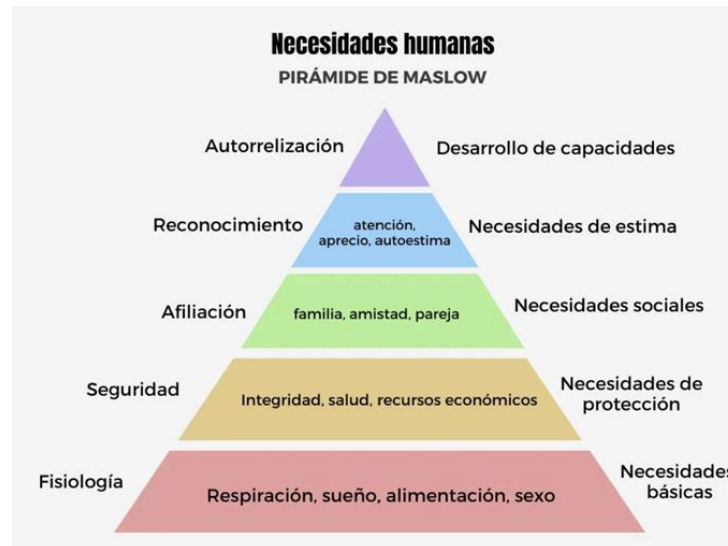 Necesidades humanas
PIRÁMIDE DE MASLOW
Autorrelización
Desarrollo de capacidades
Reconocimiento
atención,
aprecio, autoestima
Necesidades de estima
Afiliación
familia, amistad, pareja
Necesidades sociales
Seguridad
Integridad, salud, recursos económicos
Necesidades de
protección
Fisiología
Respiración, sueño, alimentación, sexo
Necesidades
básicas